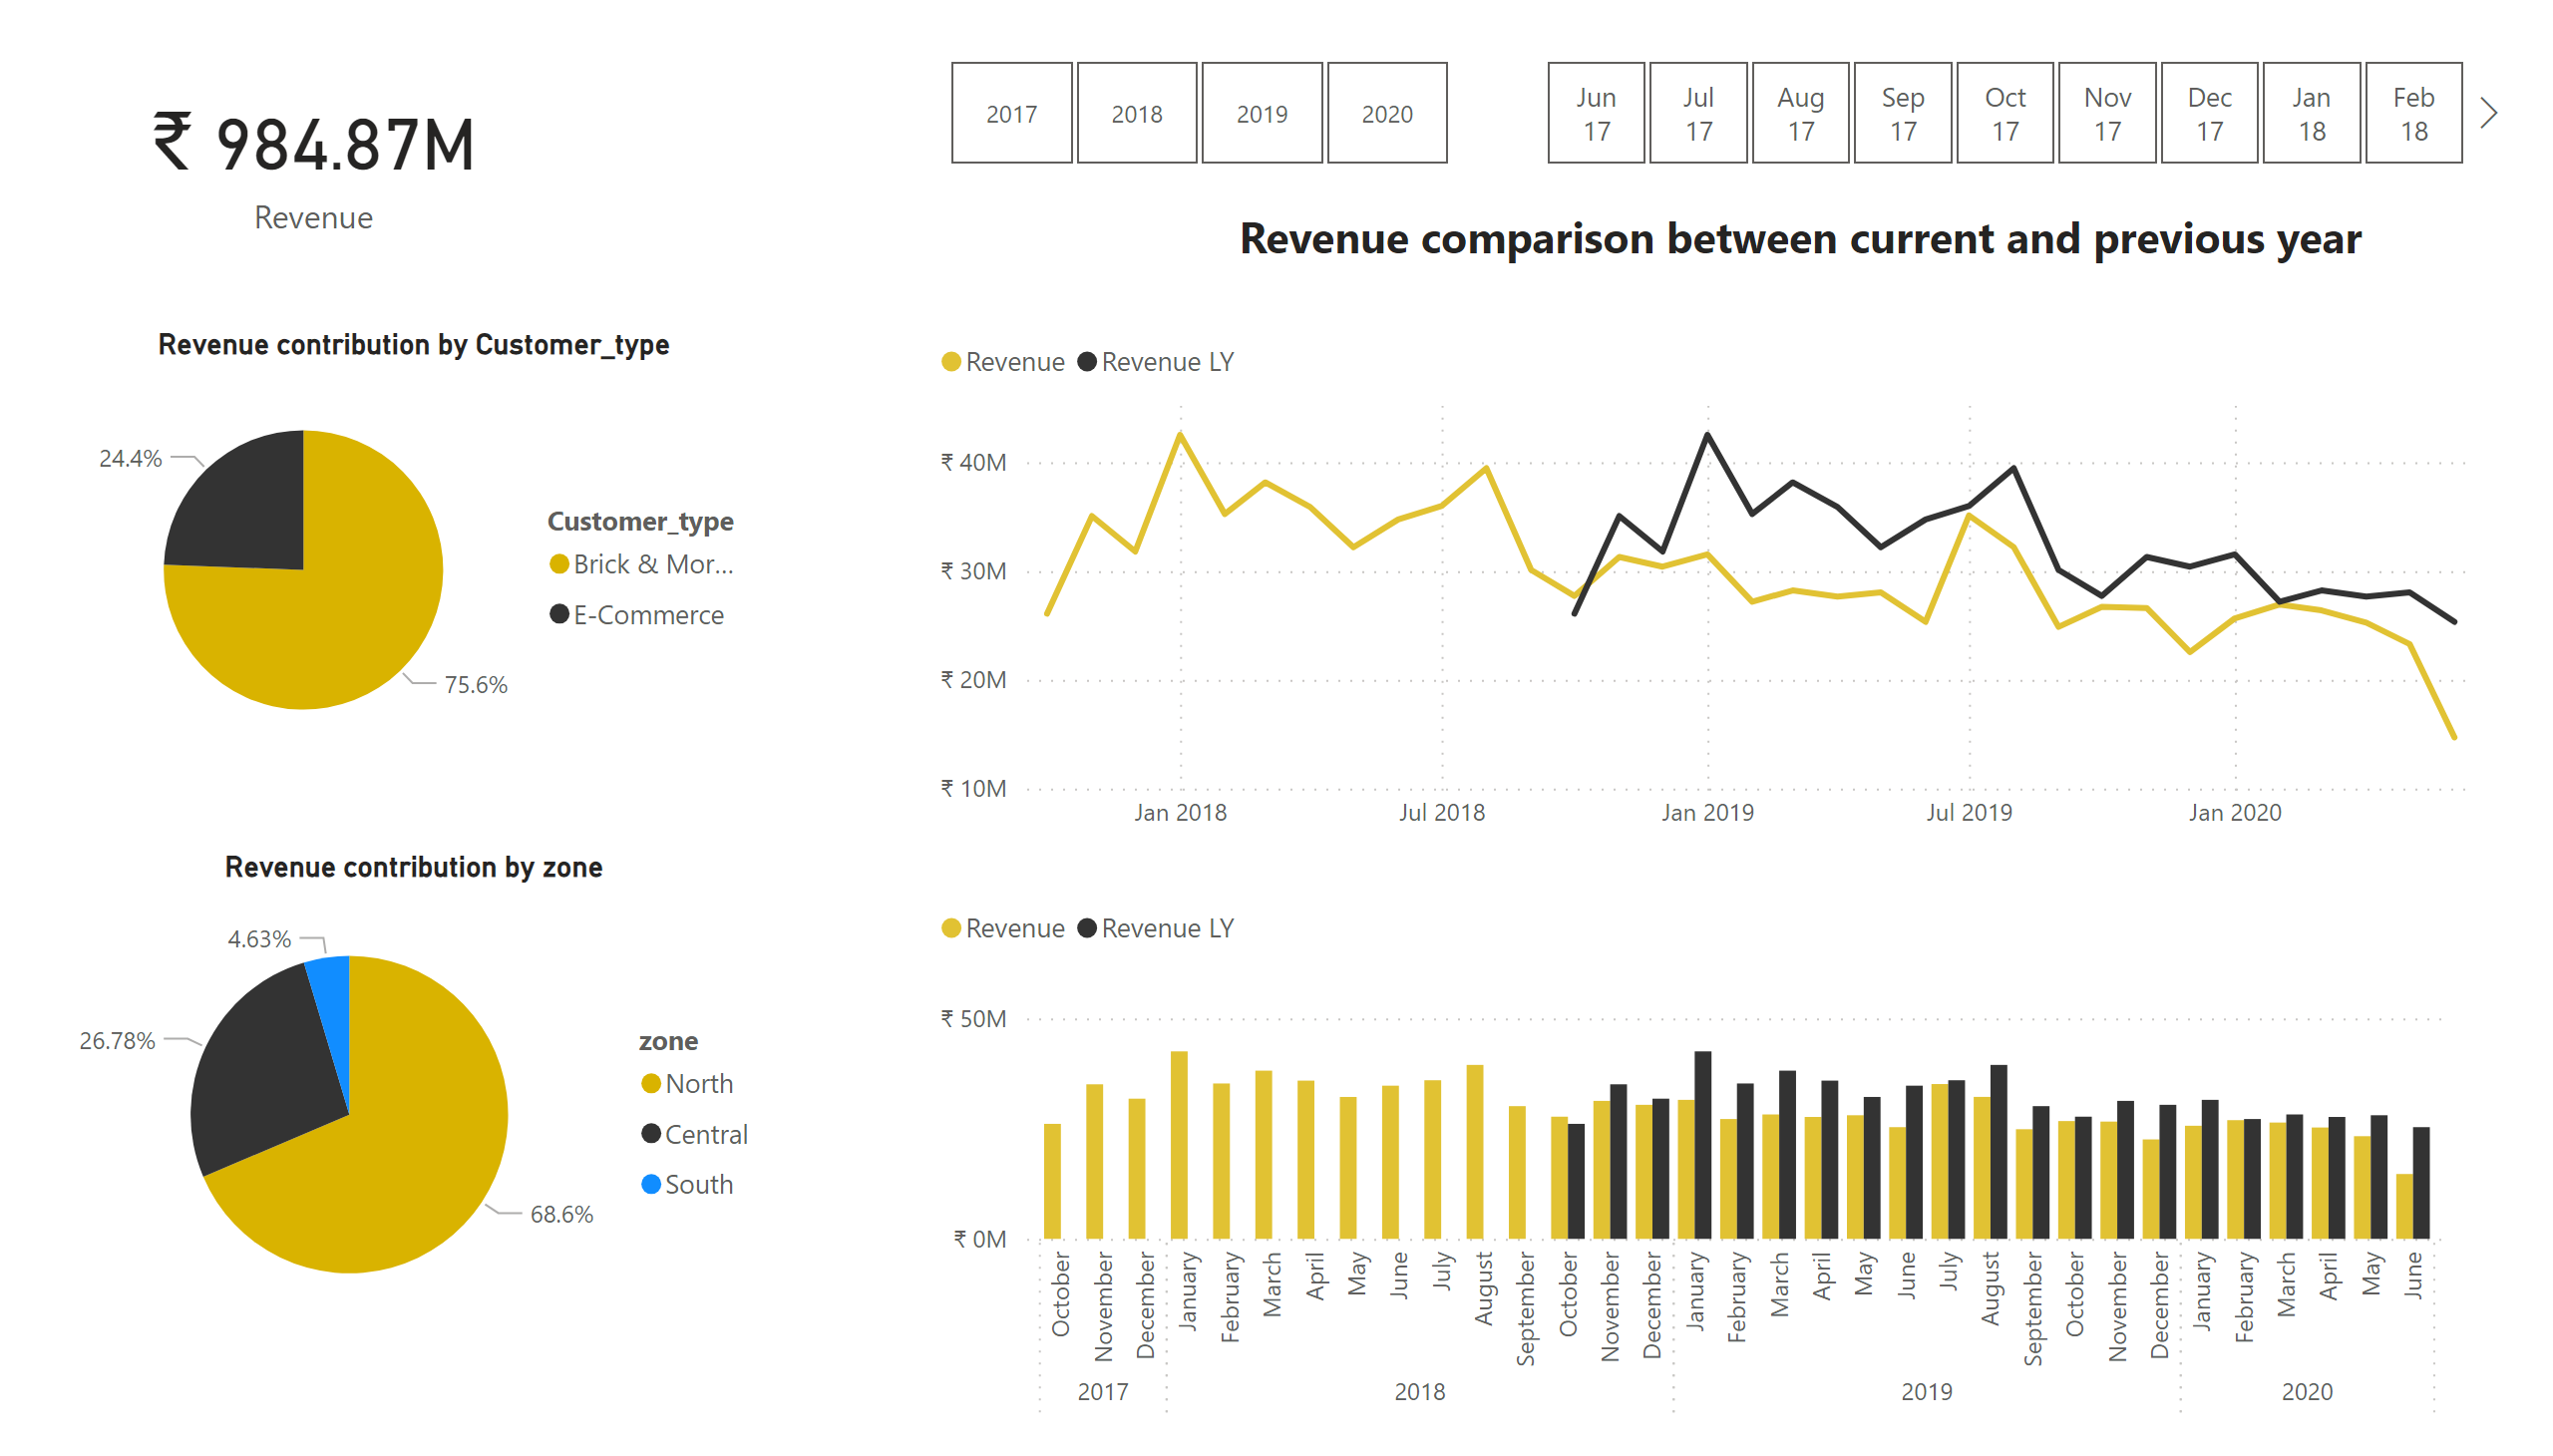 ₹ 984.87M
Revenue
2017
2018
2019
2020
Jun
17
Jul
17
Aug
17
Sep
17
Oct
17
Nov
17
Dec
17
Jan
18
Feb
18
Revenue comparison between current and previous year
Revenue contribution by Customer_type
24.4%
75.6%
Customer_type
Brick & Mor...
E-Commerce
Revenue contribution by zone
4.63%
26.78%
68.6%
zone
North
Central
South
Revenue
Revenue LY
₹ 40M
₹ 30M
₹ 20M
₹ 10M
Jan 2018
Jul 2018
Jan 2019
Jul 2019
Jan 2020
Revenue
Revenue LY
₹ 50M
₹ 0M
October
November
December
January
February
March
April
May
June
July
August
September
October
November
December
January
February
March
April
May
June
July
August
September
October
November
December
January
February
March
April
May
June
2017
2018
2019
2020